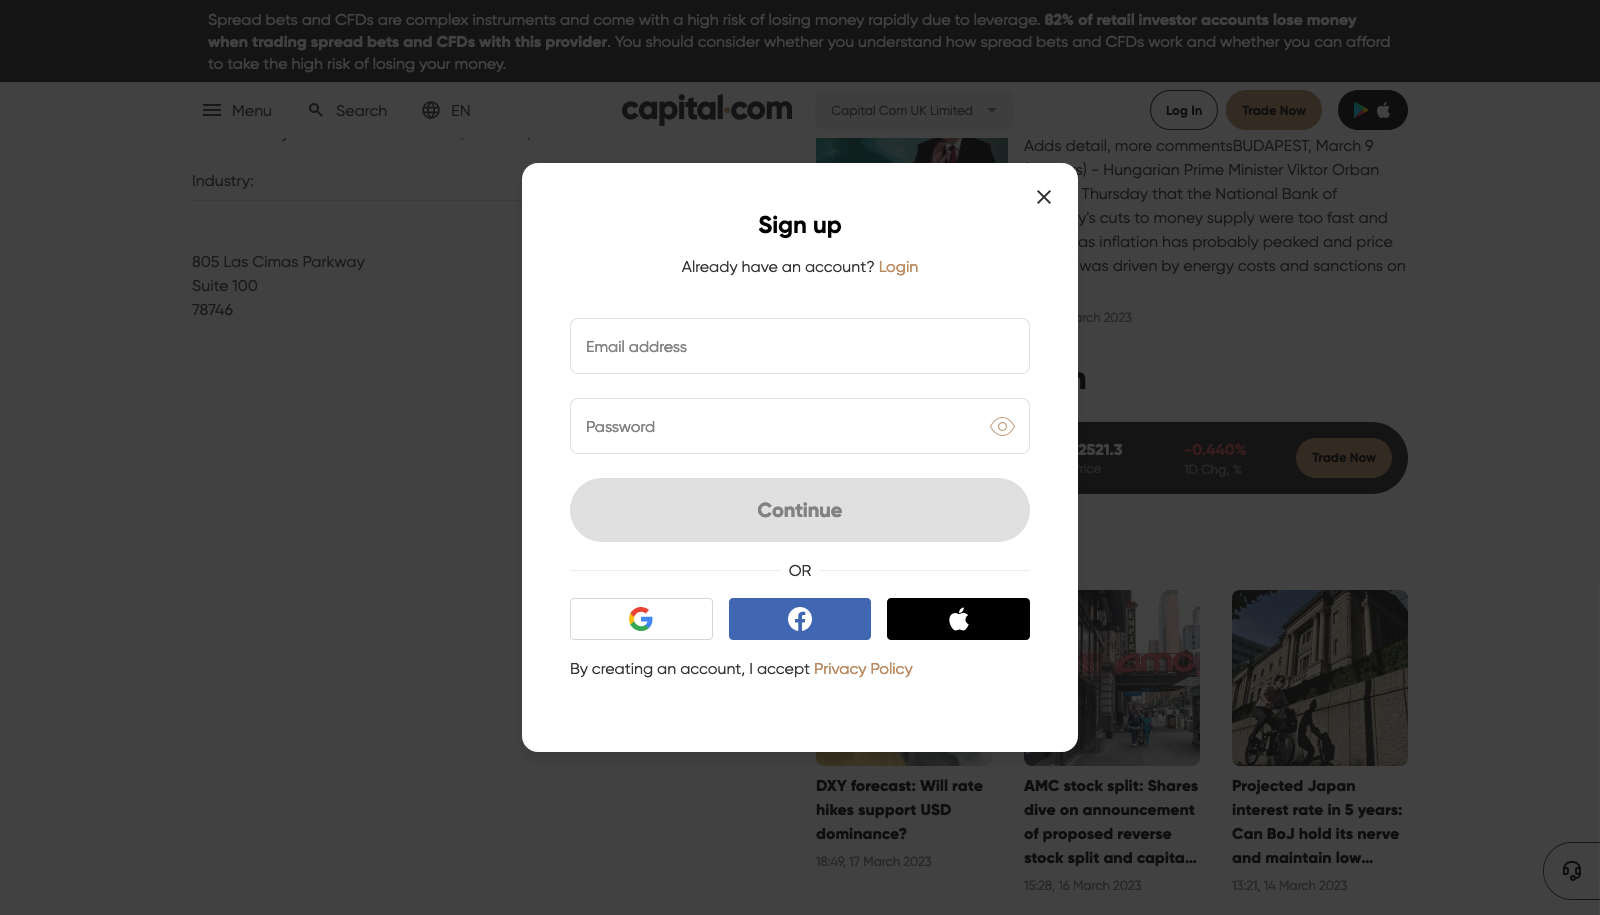 Spread bets and CFDs are complex instruments and come with a high risk of losing money rapidly due to leverage. 82% of retail investor accounts lose money
when trading spread bets and CFDs with this provider. You should consider whether you understand how spread bets and CFDs work and whether you can afford
to take the high risk of losing your money.
Menu
Search
EN
capital.com
Capital Com UK Limited
Log In
Trade Now
Industry:
805 Las Cimas Parkway
Suite 100
78746
Adds detail, more commentsBUDAPEST, March 9
s) - Hungarian Prime Minister Viktor Orban
Thursday that the National Bank of
y's cuts to money supply were too fast and
as inflation has probably peaked and price
was driven by energy costs and sanctions on
arch 2023
Sign up
Already have an account? Login
Email address
Password
Continue
OR
By creating an account, I accept Privacy Policy
2521.3
-0.440%
1D Chg, %
Trade Now
DXY forecast: Will rate
hikes support USD
dominance?
18:49, 17 March 2023
AMC stock split: Shares
dive on announcement
of proposed reverse
stock split and capita...
15:28, 16 March 2023
Projected Japan
interest rate in 5 years:
Can BoJ hold its nerve
and maintain low...
13:21, 14 March 2023